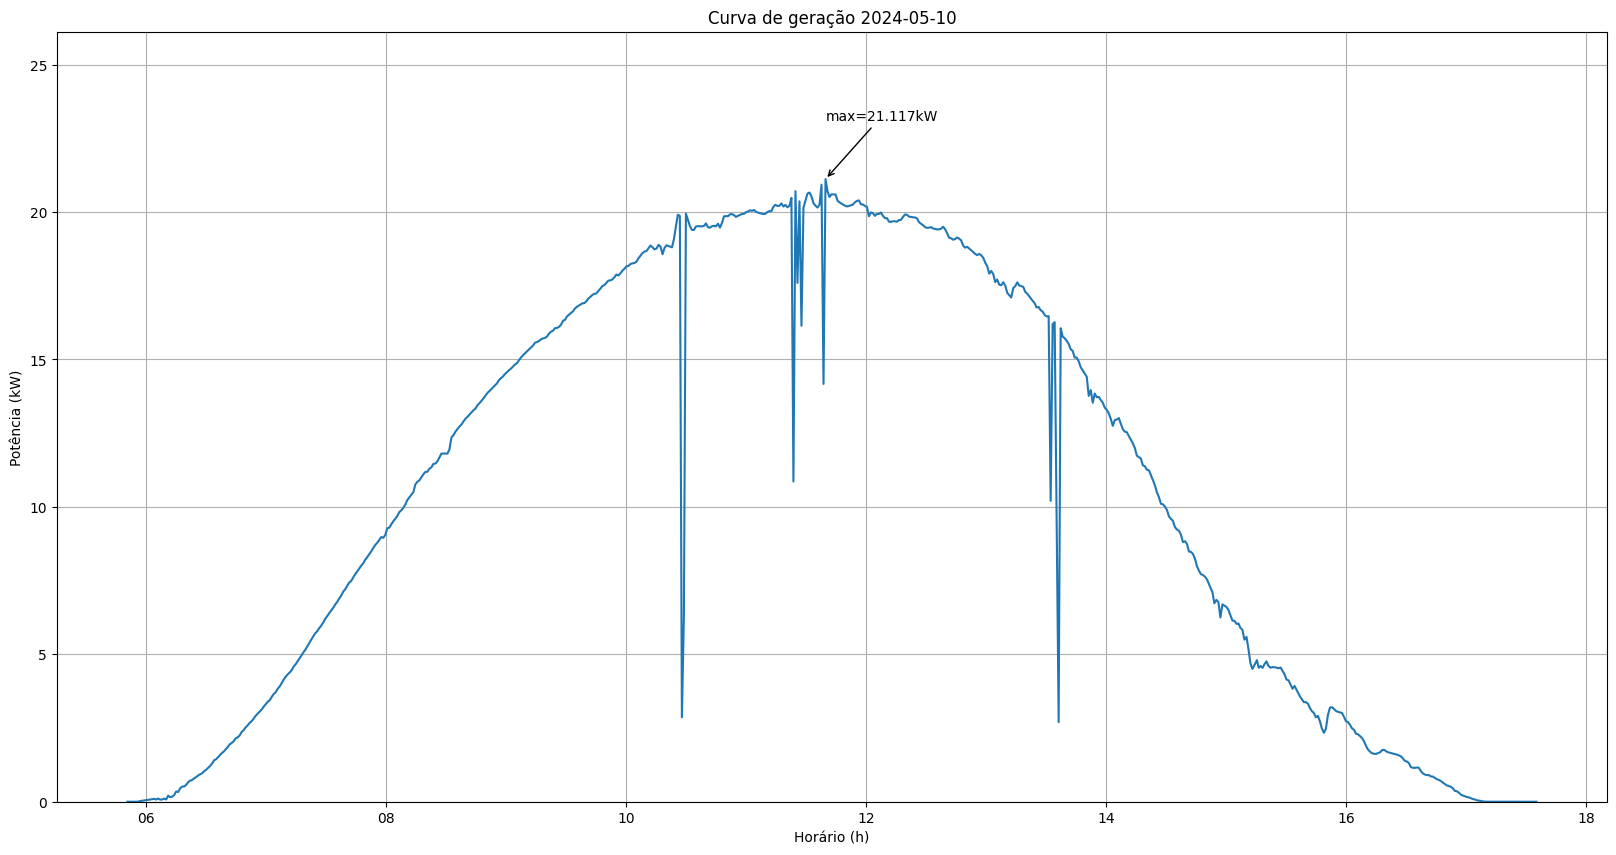 Curva de geração 2024-05-10
25
max=21.117kW
20
15
Potência (kW)
10
5
0
06 08 10 12 14 16 18
Horário (h)